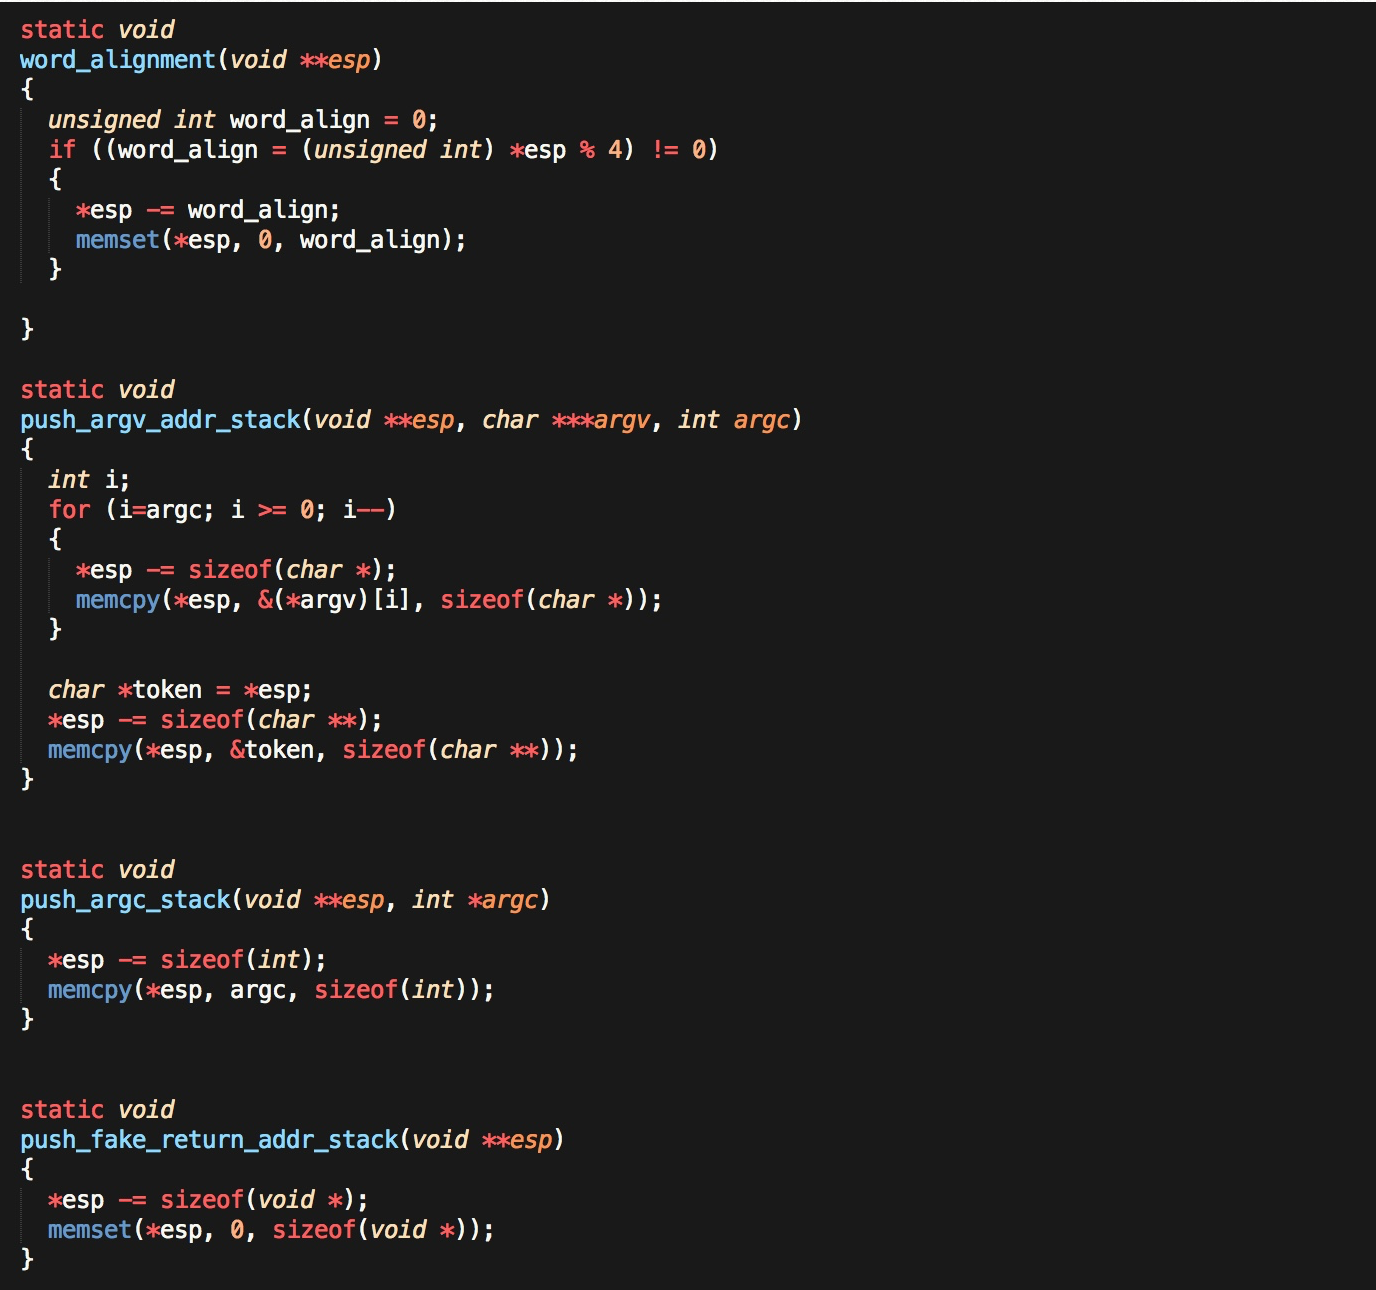 static void
word_alignment(void **esp)
{
  unsigned int word_align = 0;
  if ((word_align = (unsigned int) *esp % 4) != 0)
  {
    *esp -= word_align;
    memset(*esp, 0, word_align);
  }

}

static void
push_argv_addr_stack(void **esp, char ***argv, int argc)
{
  int i;
  for (i=argc; i >= 0; i--)
  {
    *esp -= sizeof(char *);
    memcpy(*esp, &(*argv)[i], sizeof(char *));
  }

  char *token = *esp;
  *esp -= sizeof(char **);
  memcpy(*esp, &token, sizeof(char **));
}


static void
push_argc_stack(void **esp, int *argc)
{
  *esp -= sizeof(int);
  memcpy(*esp, argc, sizeof(int));
}


static void
push_fake_return_addr_stack(void **esp)
{
  *esp -= sizeof(void *);
  memset(*esp, 0, sizeof(void *));
}